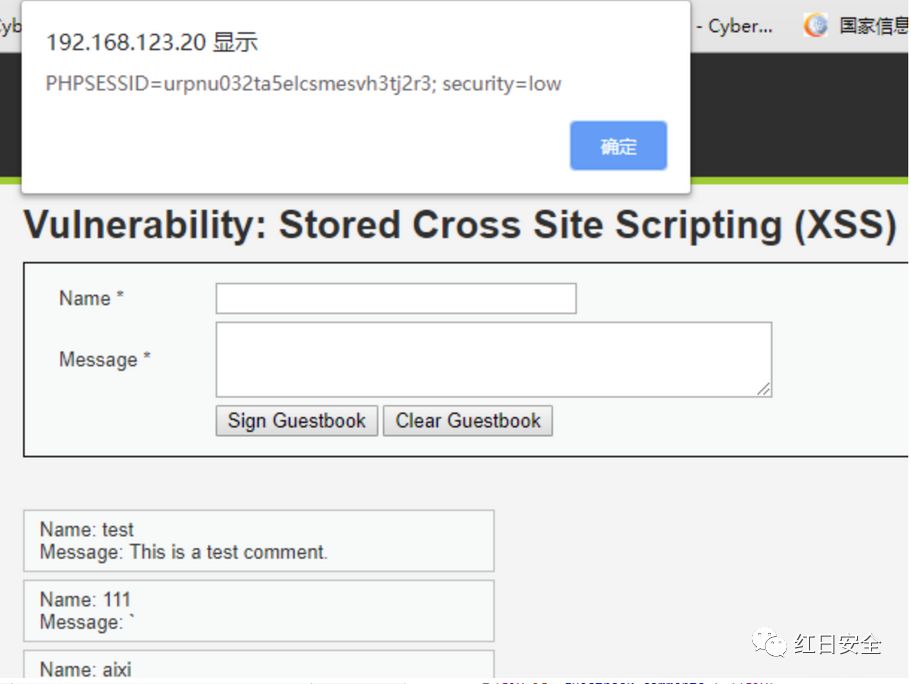 192.168.123.20 显示
- Cyber...
国家信息
PHPSESSID=urpnu032ta5elcsmesvh3tj2r3; security=low
确定
Vulnerability: Stored Cross Site Scripting (XSS)
Name *
Message *
Sign Guestbook
Clear Guestbook
Name: test
Message: This is a test comment.
Name: 111
Message: `
Name: aixi
红日安全